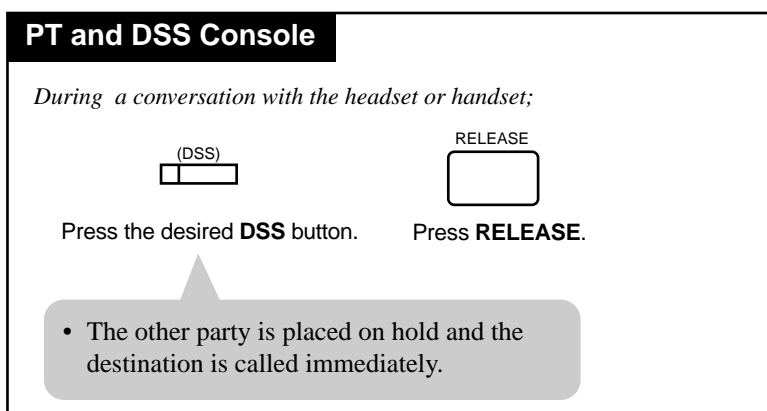 PT and DSS Console
During a conversation with the headset or handset;
(DSS)
RELEASE
Press the desired DSS button.
Press RELEASE.
• The other party is placed on hold and the
destination is called immediately.